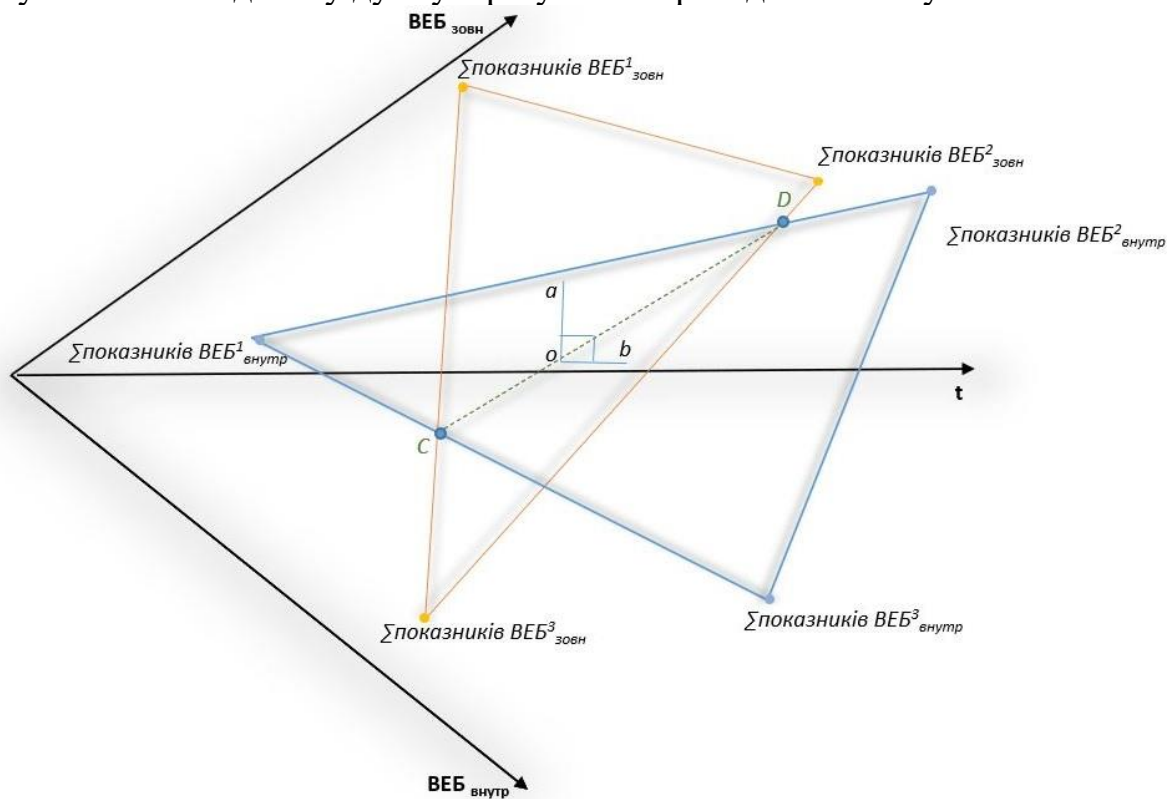 ВЕБ зовн
∑показників ВЕБ¹зовн
∑показників ВЕБ²зовн
D
∑показників ВЕБ²внутр
a
∑показників ВЕБ¹внутр
o
b
t
C
∑показників ВЕБ³зовн
∑показників ВЕБ³внутр
ВЕБ внутр